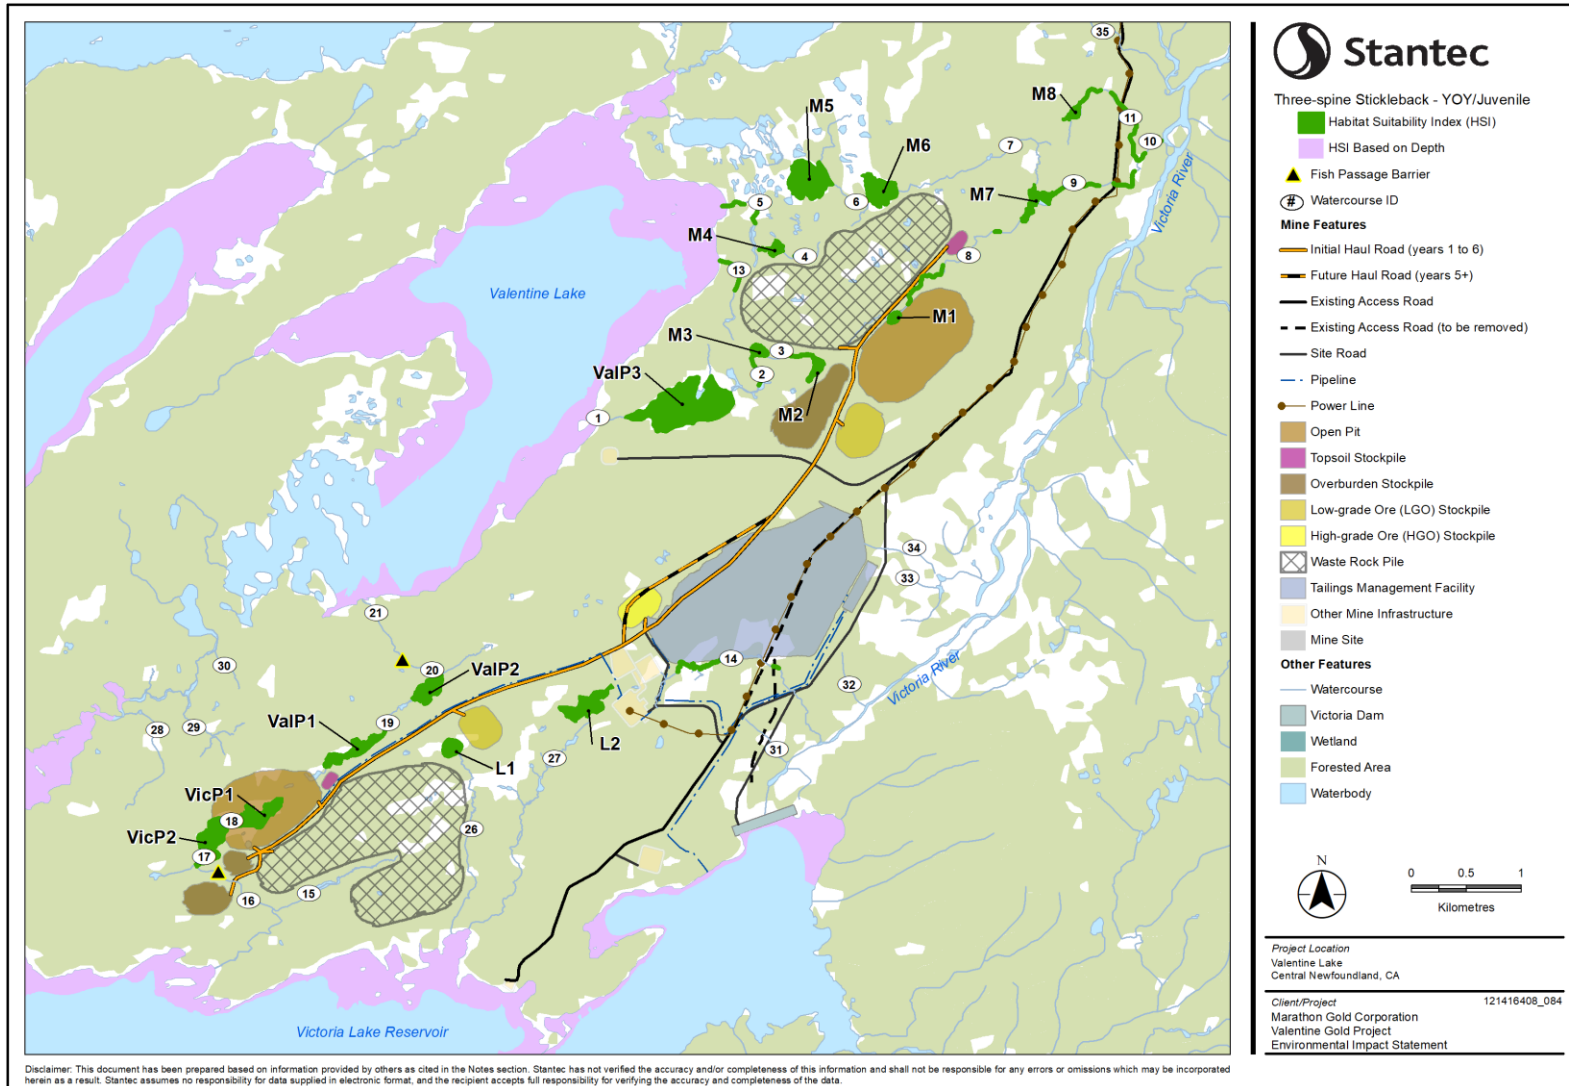 35
M8
M5
11
10
M6
7
9
M7
5
6
Victoria River
M4
4
8
13
Valentine Lake
M1
M3
3
ValP3
2
1
M2
34
33
21
Victoria River
30
20
ValP2
14
32
19
ValP1
28
29
L2
31
27
L1
VicP1
18
26
VicP2
17
15
16
Victoria Lake Reservoir
Stantec
Three-spine Stickleback - YOY/Juvenile
Habitat Suitability Index (HSI)
HSI Based on Depth
Fish Passage Barrier
# Watercourse ID
Mine Features
Initial Haul Road (years 1 to 6)
Future Haul Road (years 5+)
Existing Access Road
Existing Access Road (to be removed)
Site Road
Pipeline
Power Line
Open Pit
Topsoil Stockpile
Overburden Stockpile
Low-grade Ore (LGO) Stockpile
High-grade Ore (HGO) Stockpile
Waste Rock Pile
Tailings Management Facility
Other Mine Infrastructure
Mine Site
Other Features
Watercourse
Victoria Dam
Wetland
Forested Area
Waterbody
N
0 0.5 1
Kilometres
Project Location
Valentine Lake
Central Newfoundland, CA
Client/Project 121416408_084
Marathon Gold Corporation
Valentine Gold Project
Environmental Impact Statement
Disclaimer: This document has been prepared based on information provided by others as cited in the Notes section. Stantec has not verified the accuracy and/or completeness of this information and shall not be responsible for any errors or omissions which may be incorporated
herein as a result. Stantec assumes no responsibility for data supplied in electronic format, and the recipient accepts full responsibility for verifying the accuracy and completeness of the data.